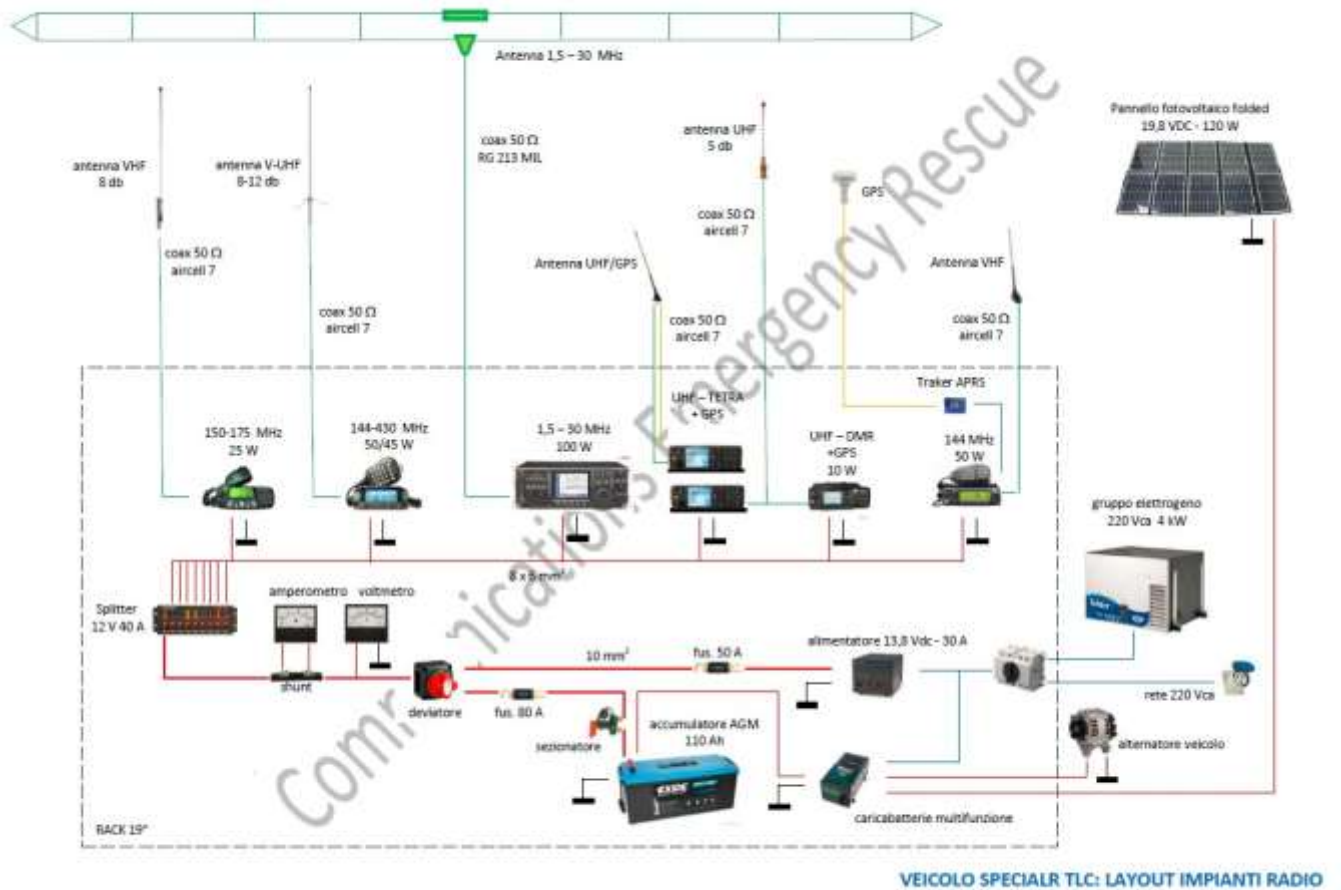 Antenna 1,5 – 30 MHz
antenna VHF
8 db
antenna V-UHF
8-12 db
coax 50 Ω
RG 213 MIL
antenna UHF
5 db
GPS
Pannello fotovoltaico folded
19,8 VDC - 120 W
coax 50 Ω
aircell 7
coax 50 Ω
aircell 7
Antenna UHF/GPS
coax 50 Ω
aircell 7
coax 50 Ω
aircell 7
Antenna VHF
coax 50 Ω
aircell 7
Communications Emergency Rescue
150-175 MHz
25 W
144-430 MHz
50/45 W
1,5 – 30 MHz
100 W
UHF – TETRA
+ GPS
UHF – DMR
+GPS
10 W
Traker APRS
144 MHz
50 W
gruppo elettrogeno
220 Vca 4 kW
8 x 6 mm²
Splitter
12 V 40 A
amperometro
voltmetro
shunt
deviatore
10 mm²
fus. 50 A
fus. 80 A
alimentatore 13,8 Vdc - 30 A
rete 220 Vca
sezionatore
accumulatore AGM
110 Ah
EXIDE
alternatore veicolo
caricabatterie multifunzione
RACK 19"
VEICOLO SPECIALR TLC: LAYOUT IMPIANTI RADIO